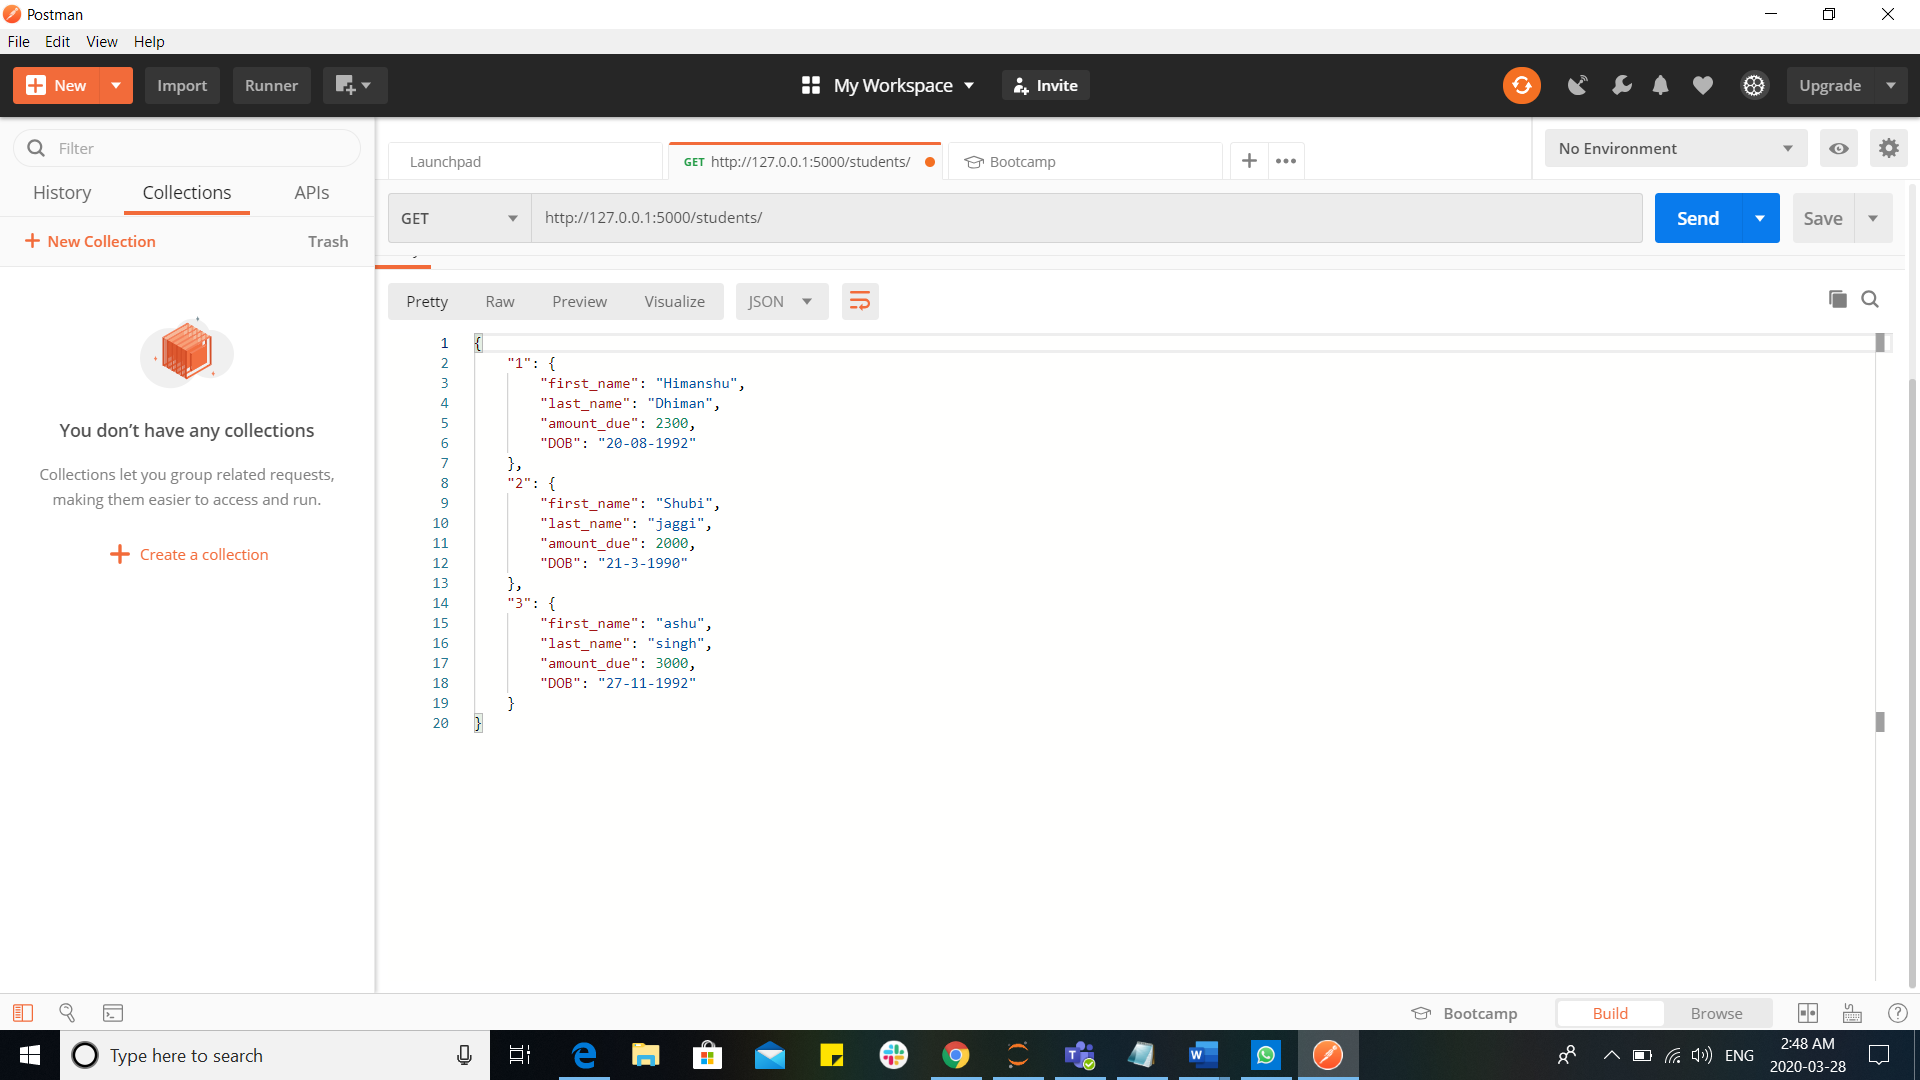 Postman
File Edit View Help
New Import Runner My Workspace Invite Upgrade
Filter
Launchpad GET http://127.0.0.1:5000/students/ Bootcamp No Environment
History Collections APIs
GET http://127.0.0.1:5000/students/ Send Save
New Collection Trash
Pretty Raw Preview Visualize JSON
1 {
2 "1": {
3 "first_name": "Himanshu",
4 "last_name": "Dhiman",
5 "amount_due": 2300,
6 "DOB": "20-08-1992"
7 },
8 "2": {
9 "first_name": "Shubi",
10 "last_name": "jaggi",
11 "amount_due": 2000,
12 "DOB": "21-3-1990"
13 },
14 "3": {
15 "first_name": "ashu",
16 "last_name": "singh",
17 "amount_due": 3000,
18 "DOB": "27-11-1992"
19 }
20 }
You don’t have any collections
Collections let you group related requests,
making them easier to access and run.
Create a collection
Bootcamp Build Browse
Type here to search
ENG
2:48 AM
2020-03-28